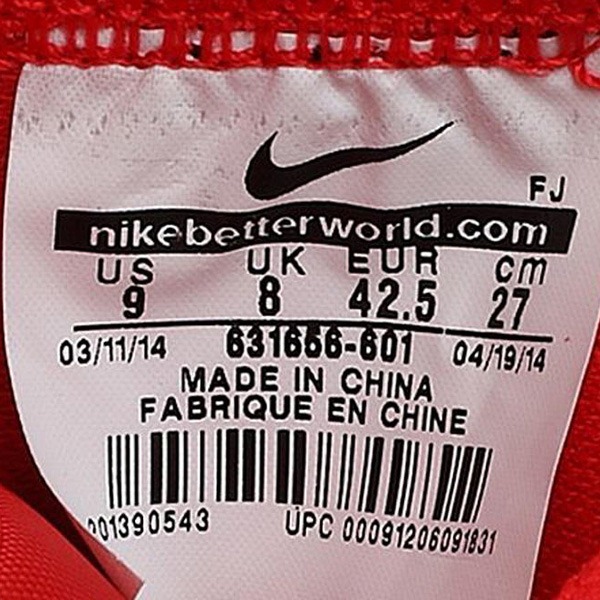 FJ
nikebetterworld.com
US UK EUR cm
9 8 42.5 27
03/11/14 631656-601 04/19/14
MADE IN CHINA
FABRIQUE EN CHINE
001390543 UPC 00091206091831